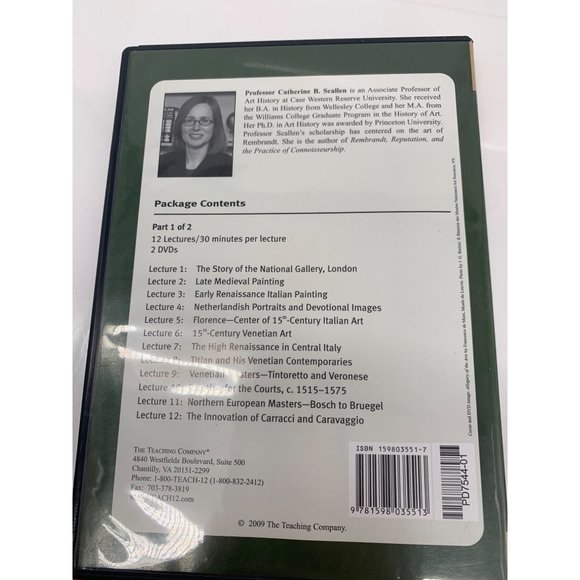 Professor Catherine B. Scallen is an Associate Professor of
Art History at Case Western Reserve University. She received
her B.A. in History from Wellesley College and her M.A. from
the Williams College Graduate Program in the History of Art.
Her Ph.D. in Art History was awarded by Princeton University.
Professor Scallen's scholarship has centered on the art of
Rembrandt. She is the author of Rembrandt, Reputation, and
the Practice of Connoisseurship.
Package Contents
Part 1 of 2
12 Lectures/30 minutes per lecture
2 DVDs
Lecture 1: The Story of the National Gallery, London
Lecture 2: Late Medieval Painting
Lecture 3: Early Renaissance Italian Painting
Lecture 4: Netherlandish Portraits and Devotional Images
Lecture 5: Florence—Center of 15th-Century Italian Art
Lecture 6: 15th-Century Venetian Art
Lecture 7: The High Renaissance in Central Italy
Titian and His Venetian Contemporaries
Lecture 9: Venetian Masters—Tintoretto and Veronese
Lecture 10: for the Courts, c. 1515–1575
Lecture 11: Northern European Masters—Bosch to Bruegel
Lecture 12: The Innovation of Carracci and Caravaggio
THE TEACHING COMPANY®
4840 Westfields Boulevard, Suite 500
Chantilly, VA 20151-2299
Phone: 1-800-TEACH-12 (1-800-832-2412)
Fax: 703-378-3819
© 2009 The Teaching Company.
ISBN 159803551-7
9 781598 035513
PD7544-01